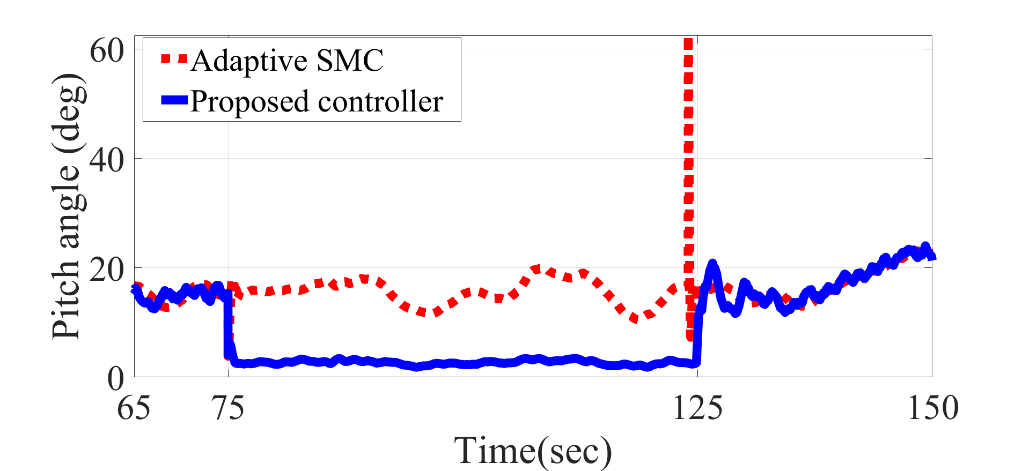 Adaptive SMC
Proposed controller
Pitch angle (deg)
60
40
20
0
65
75
125
150
Time(sec)